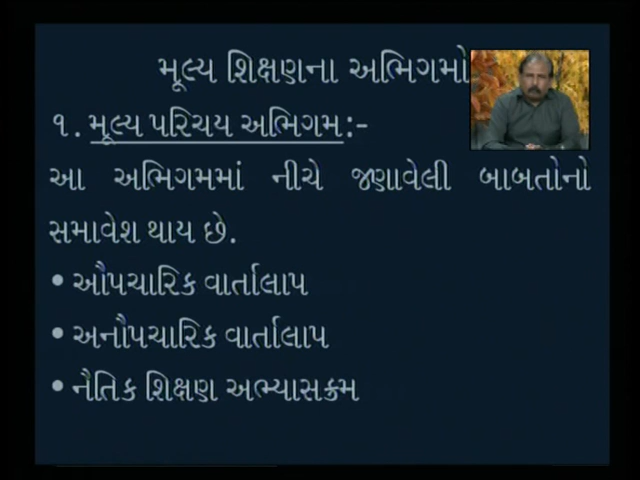 મૂલ્ય શિક્ષણના અભિગમો
૧. મૂલ્ય પરિચય અભિગમ:-
આ અભિગમમાં નીચે જણાવેલી બાબતોનો
સમાવેશ થાય છે.
• ઔપચારિક વાર્તાલાપ
• અનૌપચારિક વાર્તાલાપ
• નૈતિક શિક્ષણ અભ્યાસક્રમ